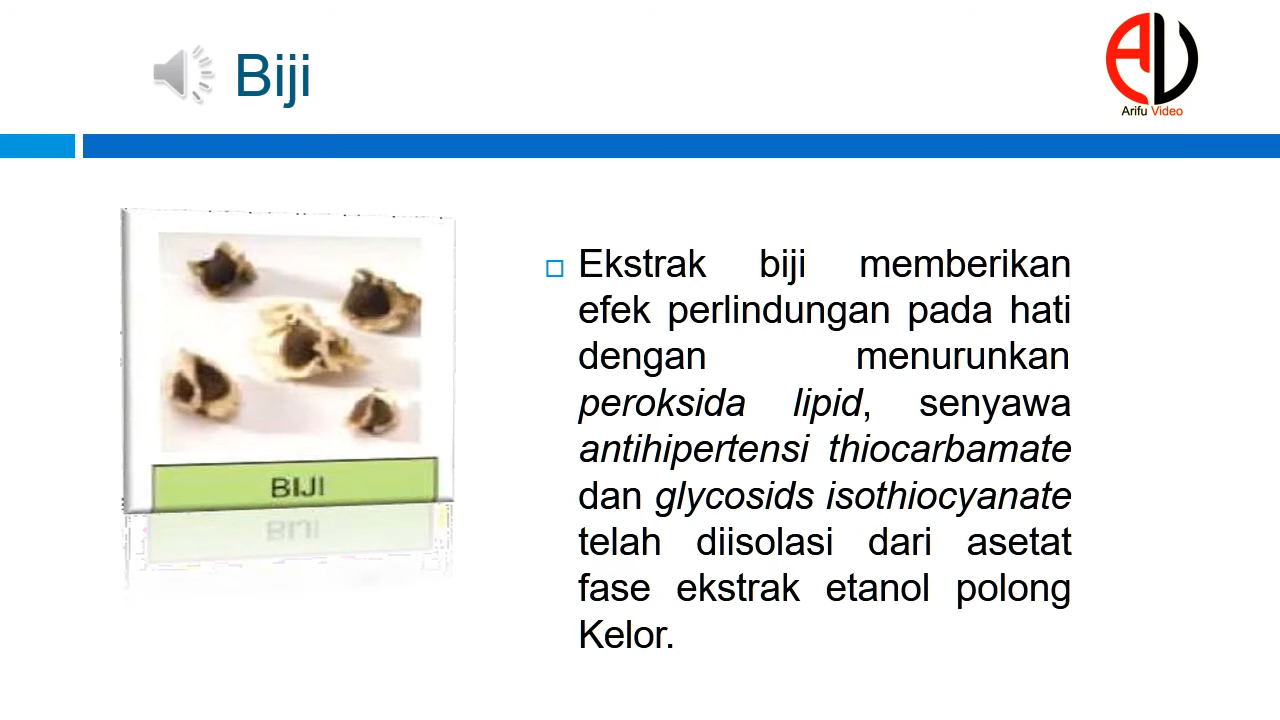 Biji
Arifu Video
Ekstrak biji memberikan
efek perlindungan pada hati
dengan menurunkan
peroksida lipid, senyawa
antihipertensi thiocarbamate
dan glycosids isothiocyanate
telah diisolasi dari asetat
fase ekstrak etanol polong
Kelor.
BIJI